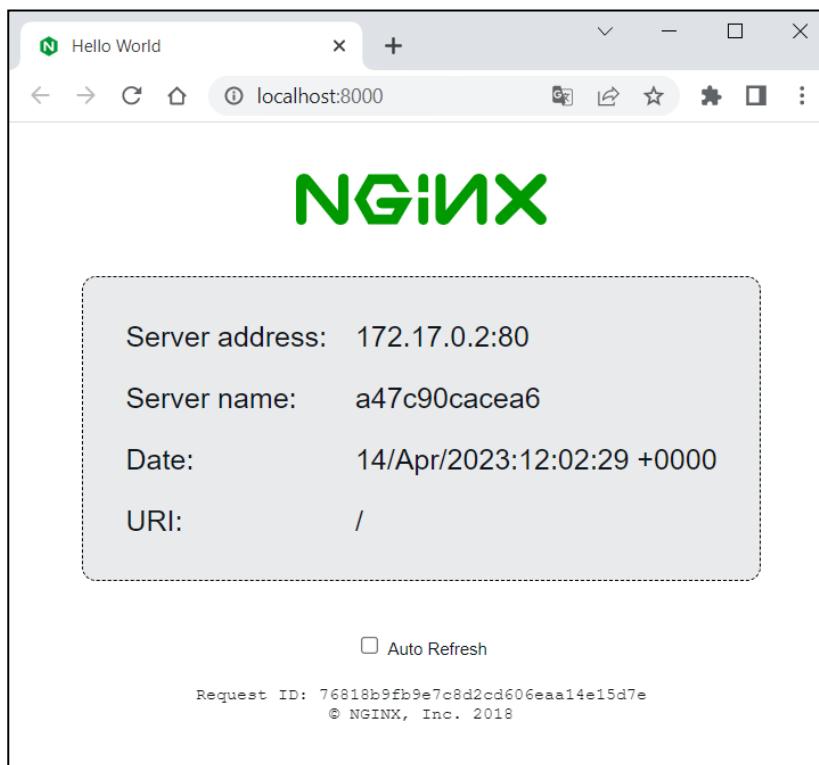 Hello World
localhost:8000
NGINX
Server address: 172.17.0.2:80
Server name: a47c90cacea6
Date: 14/Apr/2023:12:02:29 +0000
URI: /
Auto Refresh
Request ID: 76818b9fb9e7c8d2cd606eaa14e15d7e
© NGINX, Inc. 2018